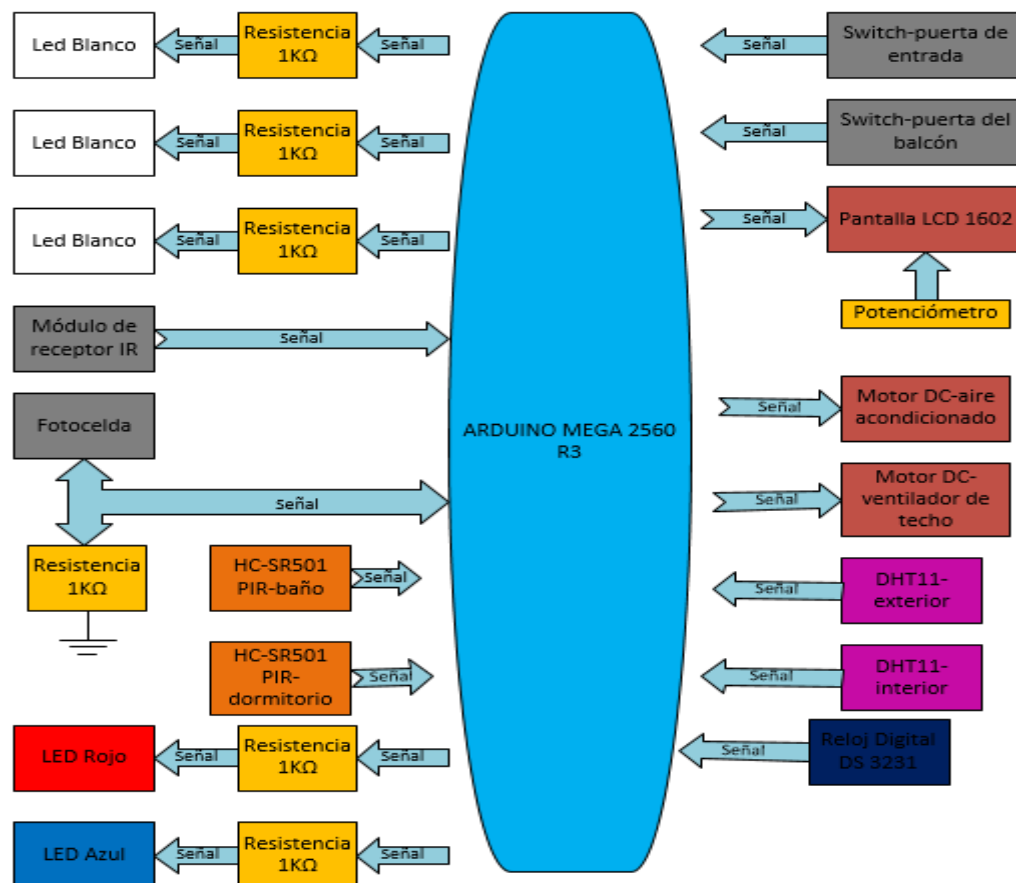 Led Blanco
Señal
Resistencia
1KΩ
Señal
Led Blanco
Señal
Resistencia
1KΩ
Señal
Led Blanco
Señal
Resistencia
1KΩ
Señal
Módulo de
receptor IR
Señal
Fotocelda
Señal
Resistencia
1KΩ
HC-SR501
PIR-baño
Señal
HC-SR501
PIR-
dormitorio
Señal
LED Rojo
Señal
Resistencia
1KΩ
Señal
LED Azul
Señal
Resistencia
1KΩ
Señal
ARDUINO MEGA 2560
R3
Señal
Switch-puerta de
entrada
Señal
Switch-puerta del
balcón
Señal
Pantalla LCD 1602
Potenciómetro
Señal
Motor DC-aire
acondicionado
Señal
Motor DC-
ventilador de
techo
Señal
DHT11-
exterior
Señal
DHT11-
interior
Señal
Reloj Digital
DS 3231